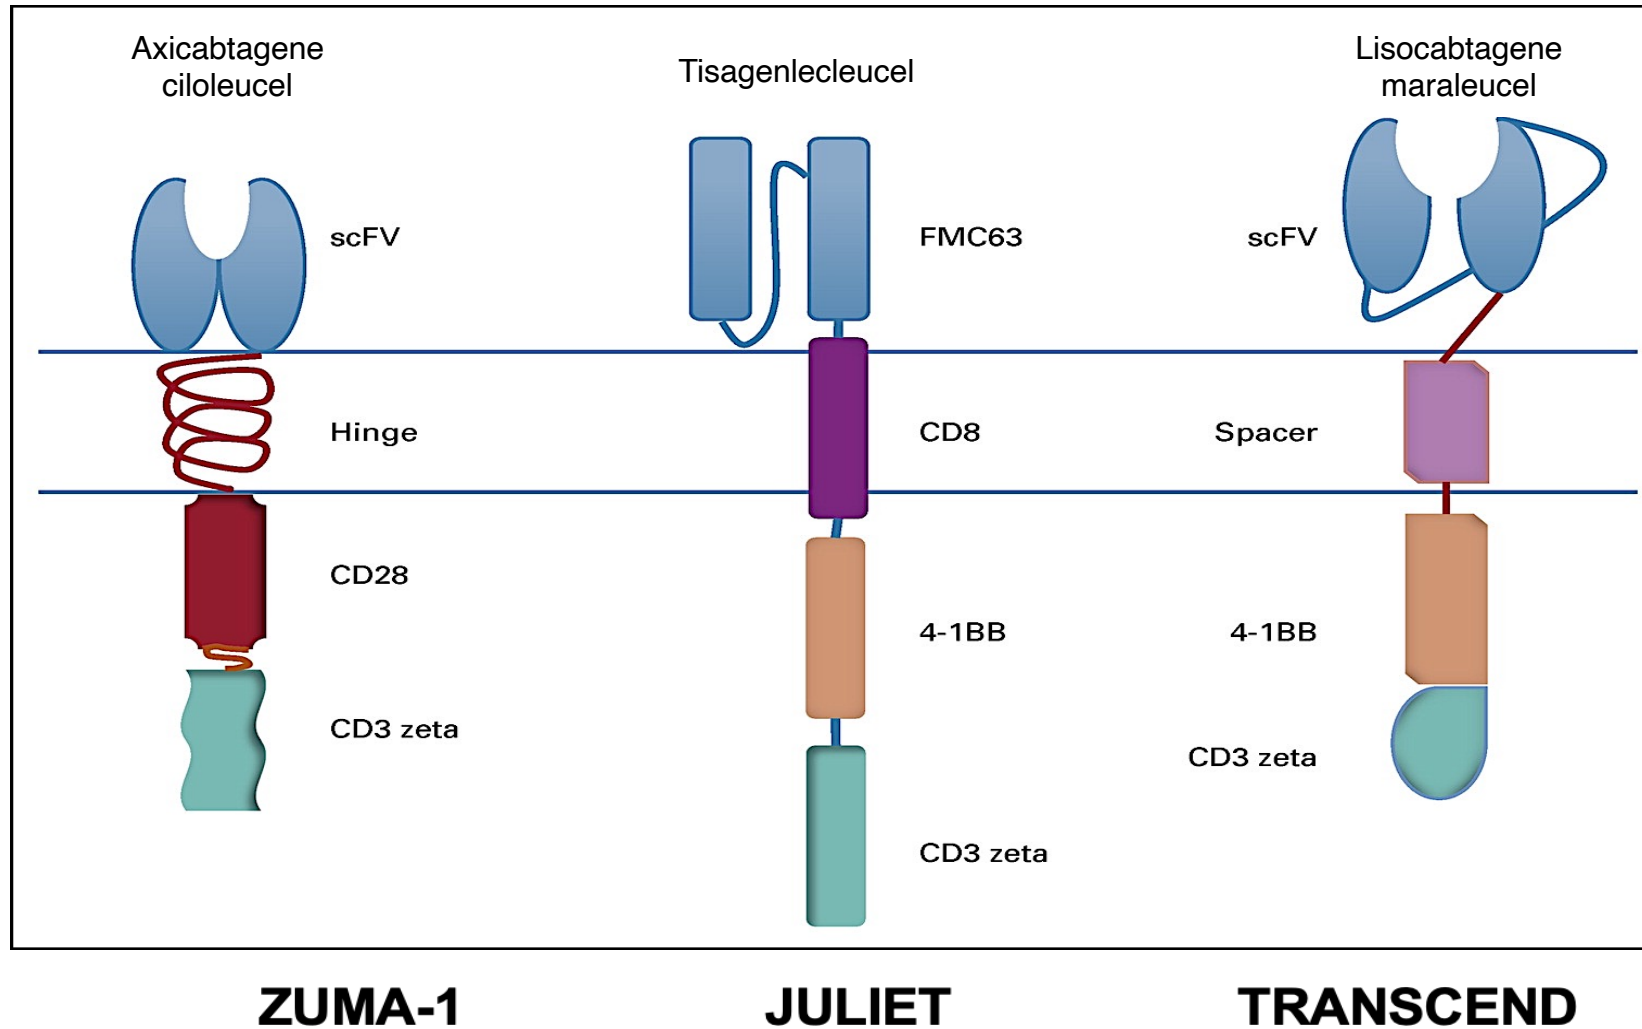 Axicabtagene
ciloleucel
scFV
Hinge
CD28
CD3 zeta
Tisagenlecleucel
FMC63
CD8
4-1BB
CD3 zeta
Lisocabtagene
maraleucel
scFV
Spacer
4-1BB
CD3 zeta
ZUMA-1
JULIET
TRANSCEND